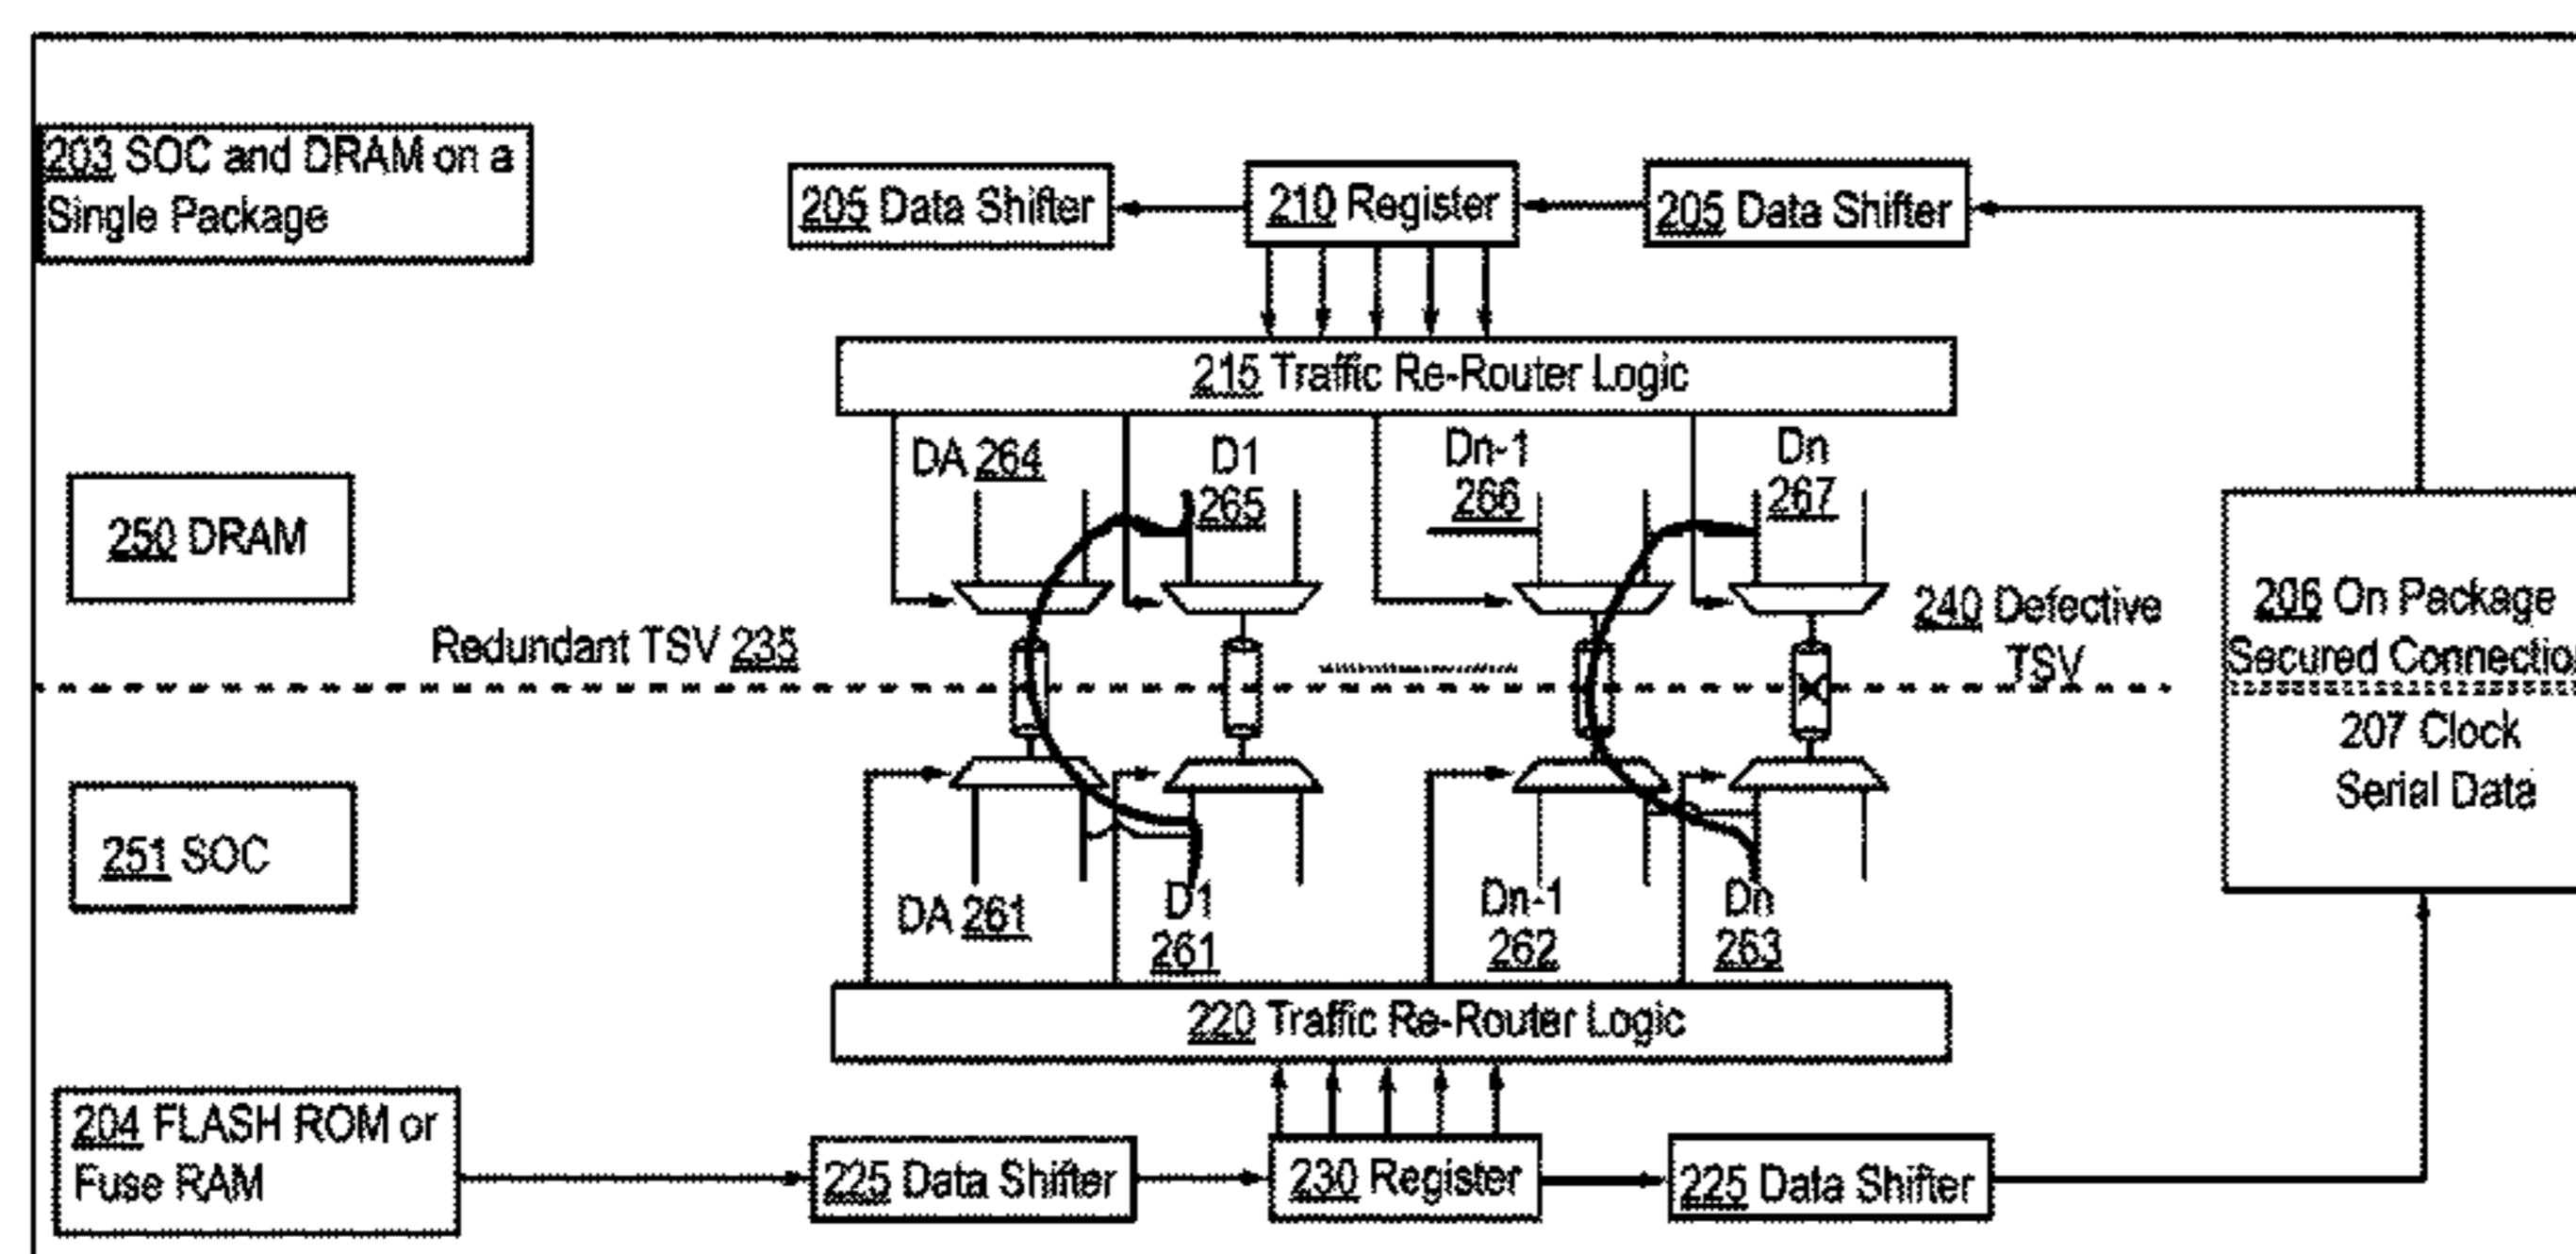 203 SOC and DRAM on a
Single Package
205 Data Shifter
210 Register
205 Data Shifter
215 Traffic Re-Router Logic
DA 264
D1
265
Dn-1
266
Dn
267
250 DRAM
Redundant TSV 235
240 Defective
TSV
206 On Package
Secured Connection
207 Clock
Serial Data
251 SOC
DA 261
D1
261
Dn-1
262
Dn
263
220 Traffic Re-Router Logic
204 FLASH ROM or
Fuse RAM
225 Data Shifter
230 Register
225 Data Shifter